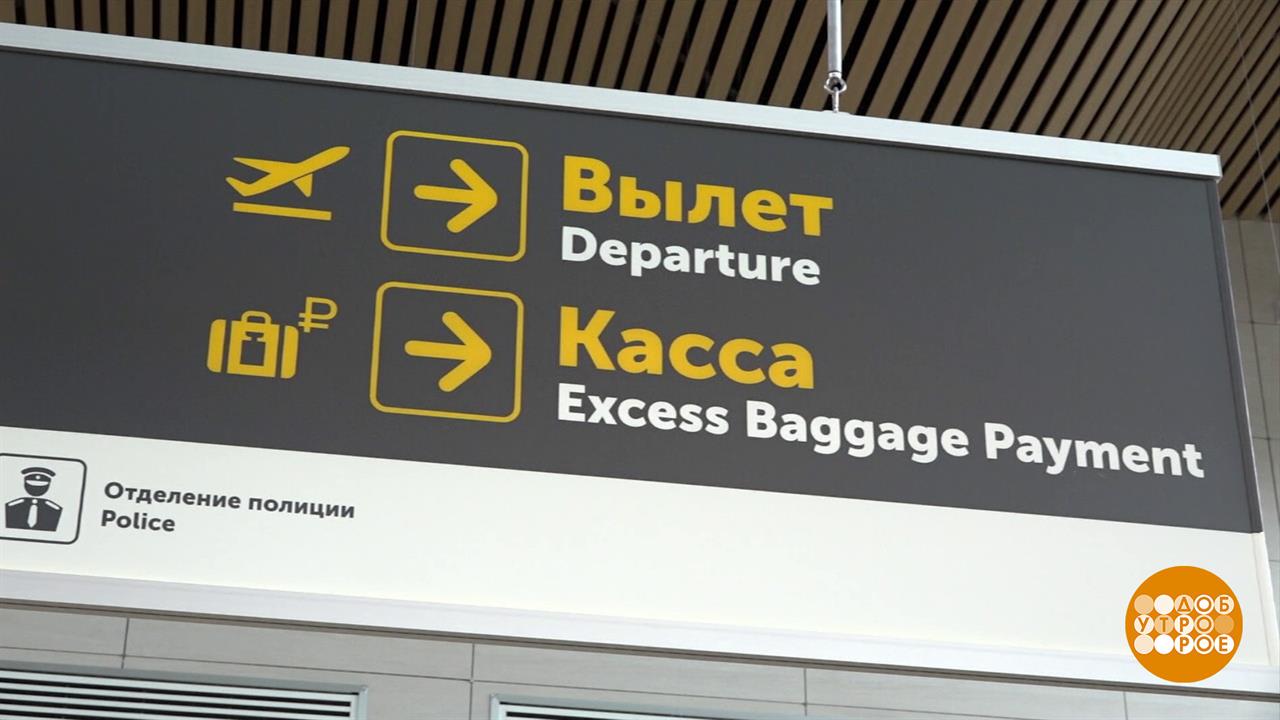 Вылет
Departure
₽
Касса
Excess Baggage Payment
Отделение полиции
Police
ДОБ
УТРО
РОЕ